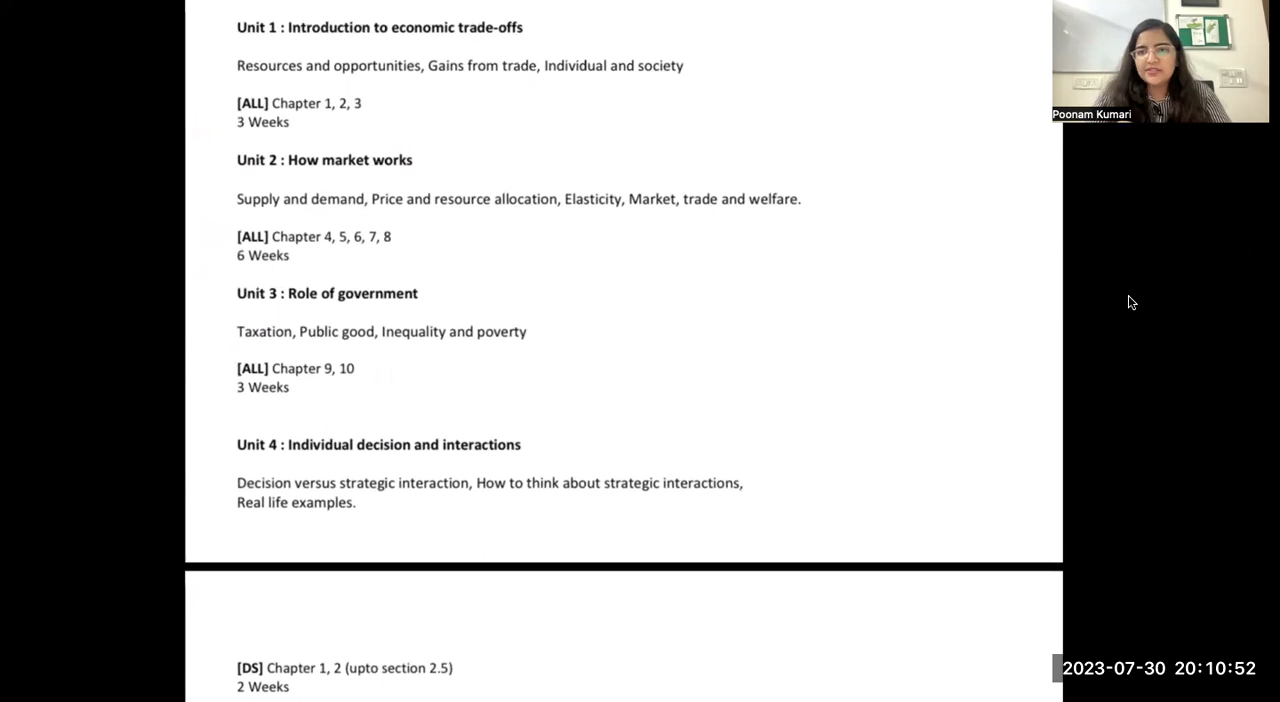 Unit 1 : Introduction to economic trade-offs
Resources and opportunities, Gains from trade, Individual and society
[ALL] Chapter 1, 2, 3
3 Weeks
Unit 2 : How market works
Supply and demand, Price and resource allocation, Elasticity, Market, trade and welfare.
[ALL] Chapter 4, 5, 6, 7, 8
6 Weeks
Unit 3 : Role of government
Taxation, Public good, Inequality and poverty
[ALL] Chapter 9, 10
3 Weeks
Unit 4 : Individual decision and interactions
Decision versus strategic interaction, How to think about strategic interactions,
Real life examples.
[DS] Chapter 1, 2 (upto section 2.5)
2 Weeks
Poonam Kumari
2023-07-30 20:10:52